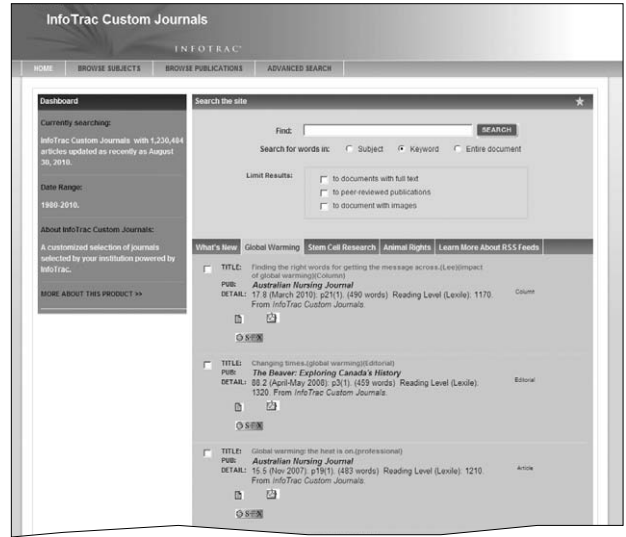 InfoTrac Custom Journals
INFOTRAC
HOME BROWSE SUBJECTS BROWSE PUBLICATIONS ADVANCED SEARCH
Dashboard
Currently searching:
InfoTrac Custom Journals with 1,230,484
articles updated as recently as August
30, 2010.
Date Range:
1980-2010.
About InfoTrac Custom Journals:
A customized selection of journals
selected by your institution powered by
InfoTrac.
MORE ABOUT THIS PRODUCT >>
Search the site
Find: SEARCH
Search for words in: Subject Keyword Entire document
Limit Results: to documents with full text
to peer-reviewed publications
to document with images
What's New Global Warming Stem Cell Research Animal Rights Learn More About RSS Feeds
TITLE: Finding the right words for getting the message across.(Lee)(impact
of global warming)(Column)
PUB: Australian Nursing Journal
DETAIL: 17.8 (March 2010): p21(1). (490 words) Reading Level (Lexile): 1170. Column
From InfoTrac Custom Journals.
SFX
TITLE: Changing times.(global warming)(Editorial)
PUB: The Beaver: Exploring Canada's History
DETAIL: 88.2 (April-May 2008): p3(1). (459 words) Reading Level (Lexile): Editorial
1320. From InfoTrac Custom Journals.
SFX
TITLE: Global warming: the heat is on.(professional)
PUB: Australian Nursing Journal
DETAIL: 15.5 (Nov 2007): p19(1). (483 words) Reading Level (Lexile): 1210. Article
From InfoTrac Custom Journals.
SFX